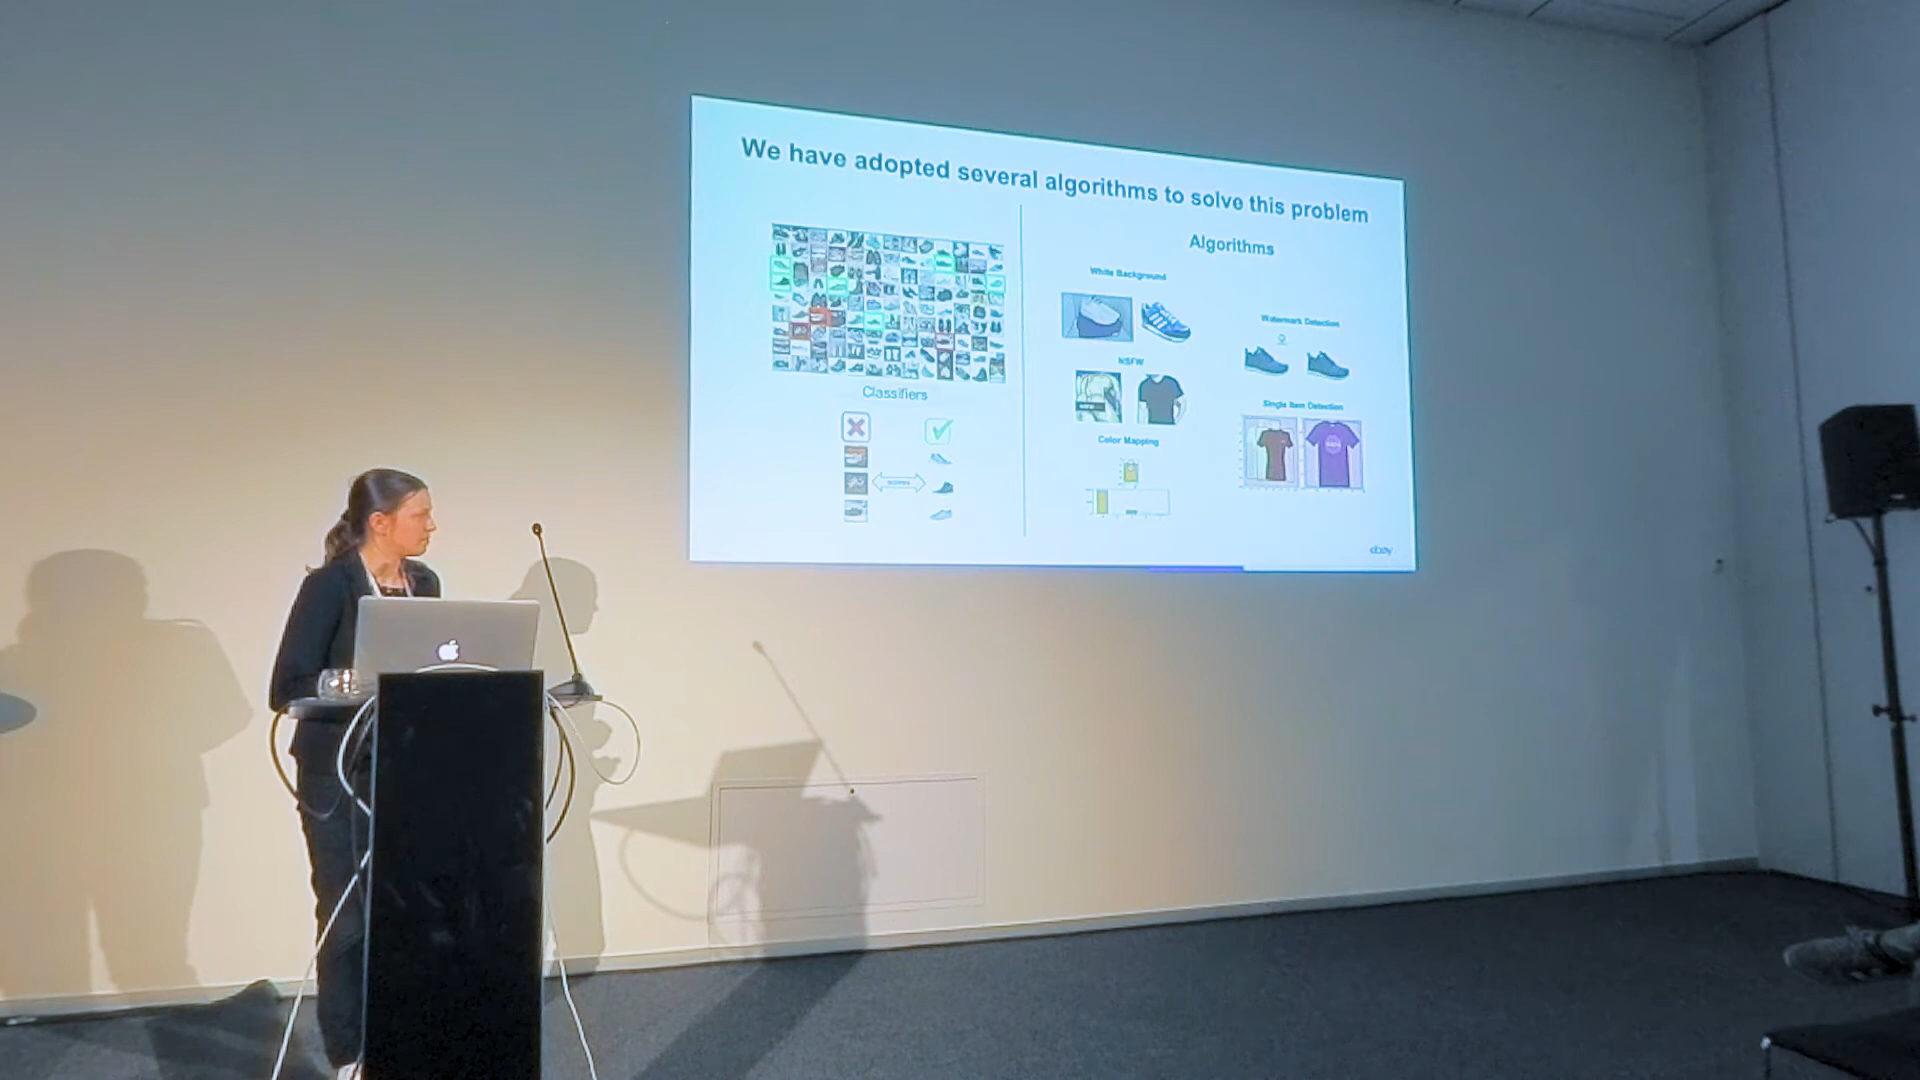 We have adopted several algorithms to solve this problem
Classifiers
Algorithms
White Background
NSFW
Color Mapping
Watermark Detection
Single Item Detection
ebay